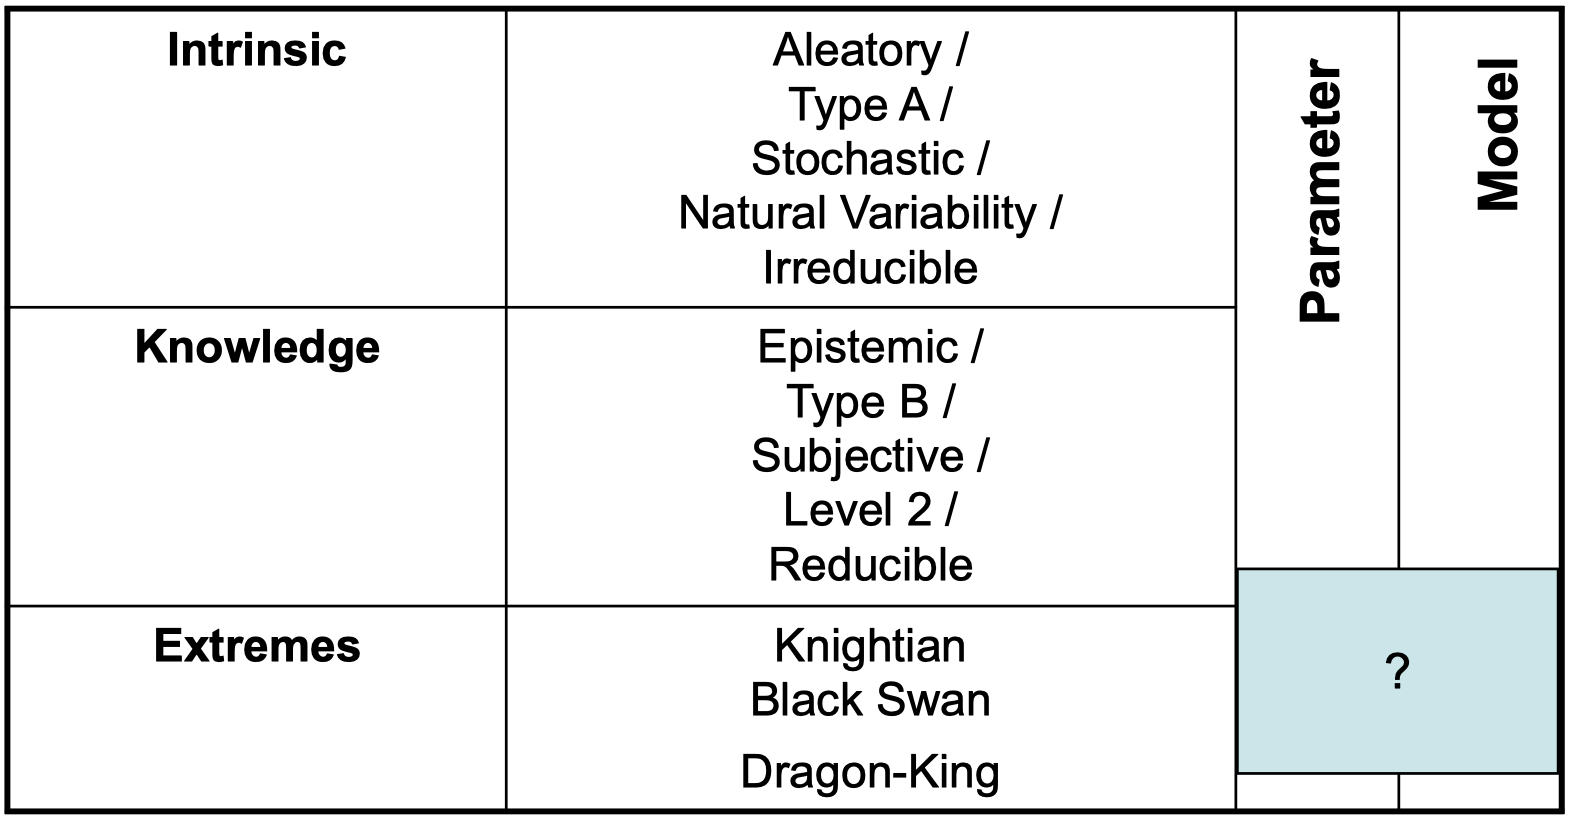 Intrinsic
Aleatory /
Type A /
Stochastic /
Natural Variability /
Irreducible
Parameter
Model
Knowledge
Epistemic /
Type B /
Subjective /
Level 2 /
Reducible
Extremes
Knightian
Black Swan
Dragon-King
?